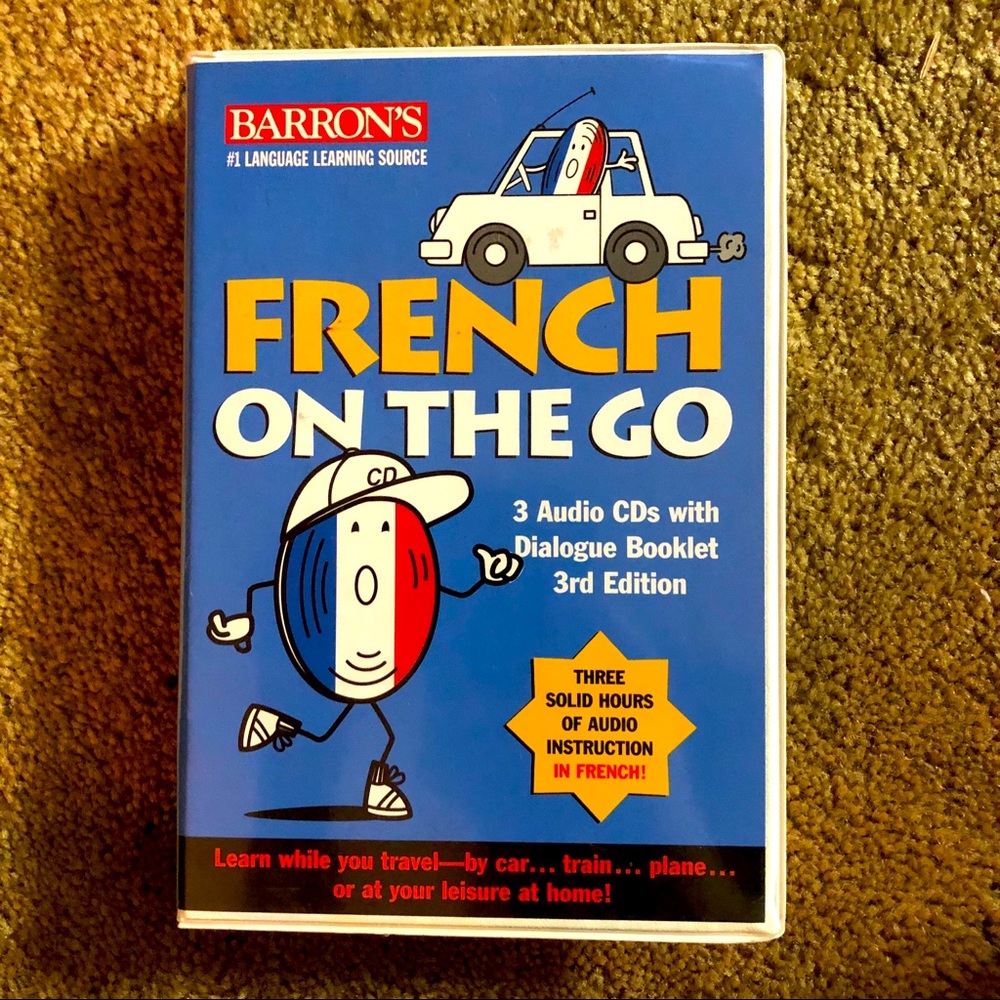 BARRON'S
#1 LANGUAGE LEARNING SOURCE
FRENCH
ON THE GO
CD
3 Audio CDs with
Dialogue Booklet
3rd Edition
THREE
SOLID HOURS
OF AUDIO
INSTRUCTION
IN FRENCH!
Learn while you travel—by car... train... plane...
or at your leisure at home!